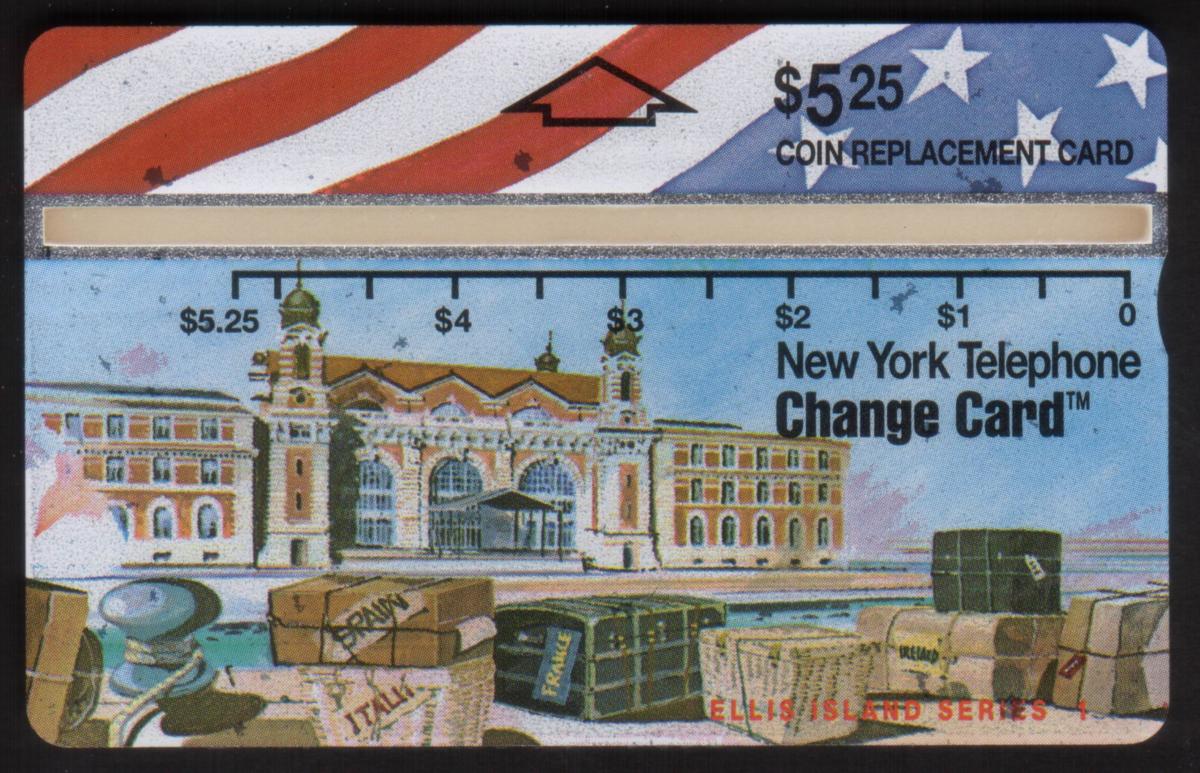 $5 25
COIN REPLACEMENT CARD
$5.25 $4 $3 $2 $1 0
New York Telephone
Change Card™
SPAIN
ITALY
FRANCE
IRELAND
ELLIS ISLAND SERIES 1